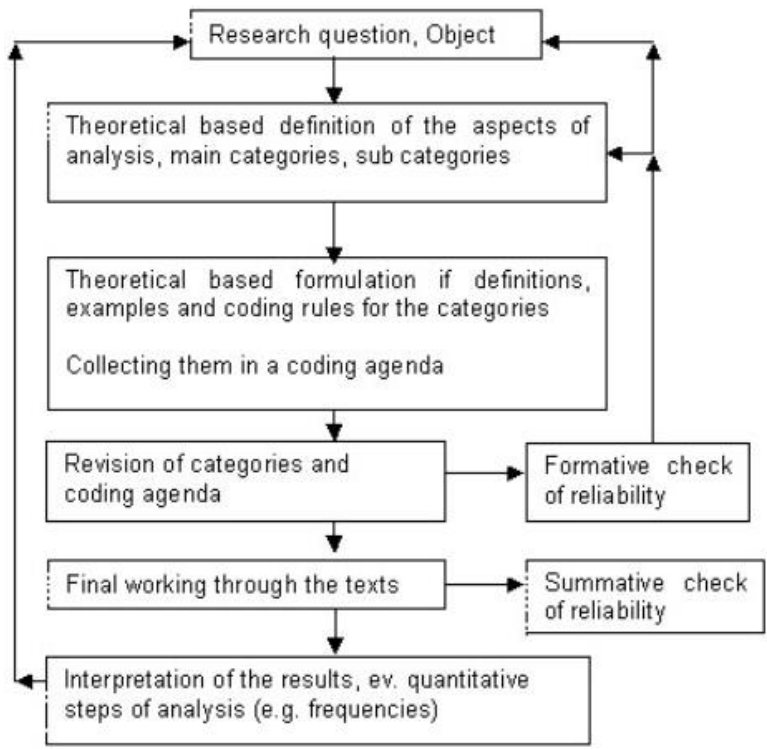 Research question, Object
Theoretical based definition of the aspects of
analysis, main categories, sub categories
Theoretical based formulation if definitions,
examples and coding rules for the categories
Collecting them in a coding agenda
Revision of categories and
coding agenda
Formative check
of reliability
Final working through the texts
Summative check
of reliability
Interpretation of the results, ev. quantitative
steps of analysis (e.g. frequencies)